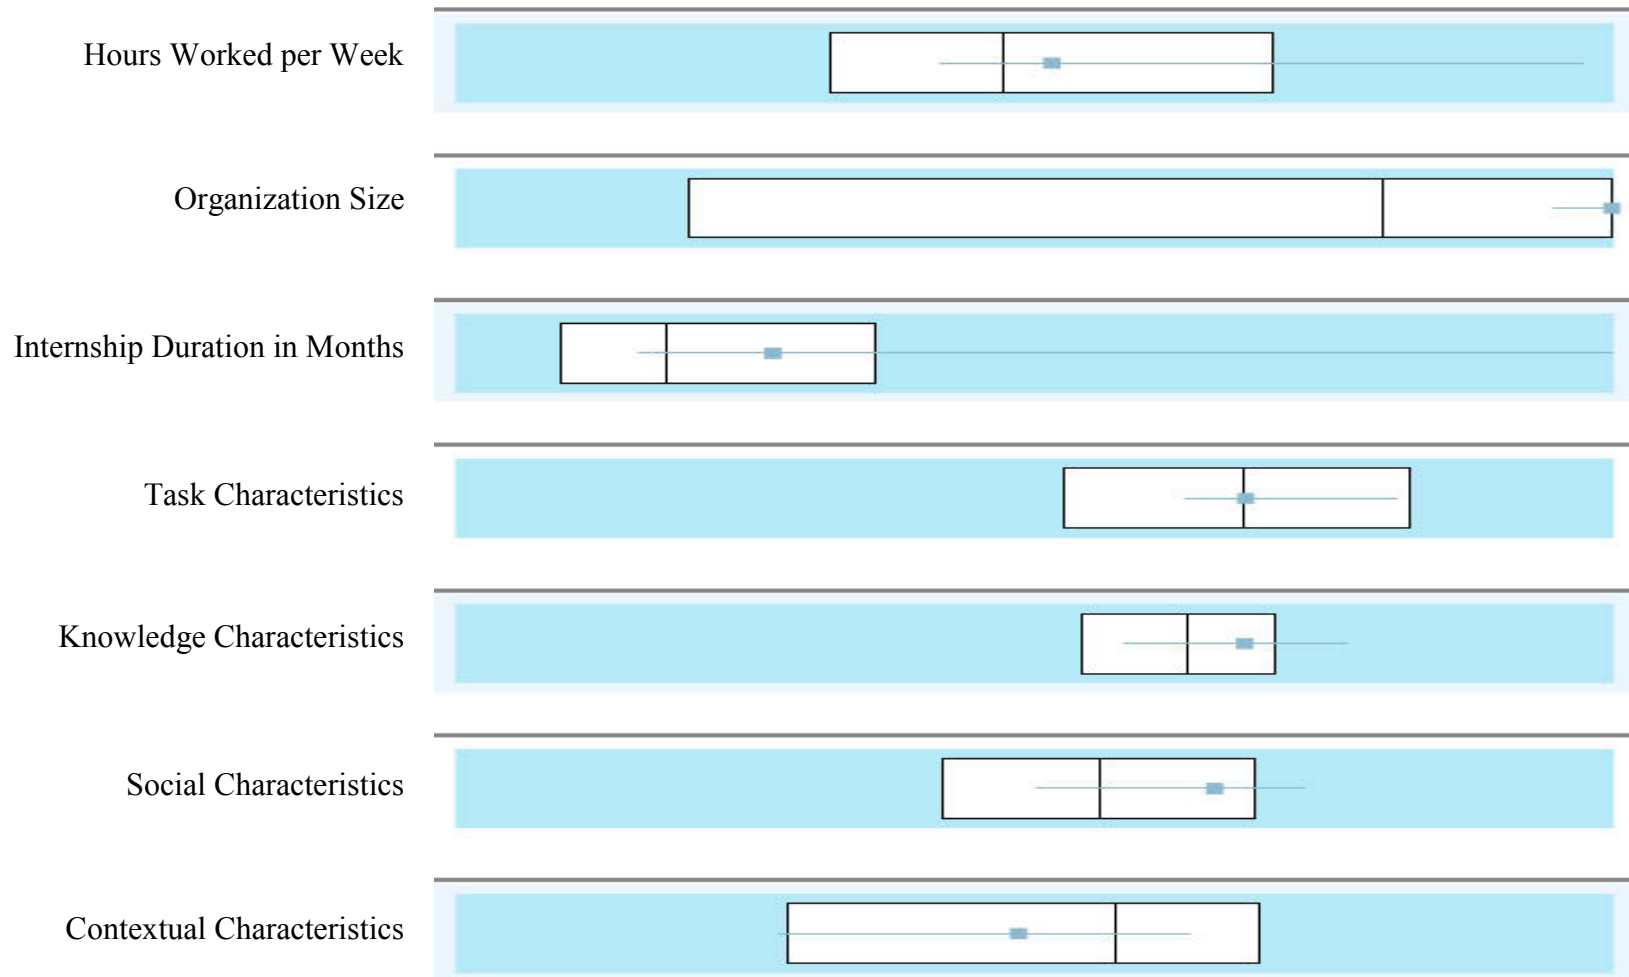 Hours Worked per Week
Organization Size
Internship Duration in Months
Task Characteristics
Knowledge Characteristics
Social Characteristics
Contextual Characteristics